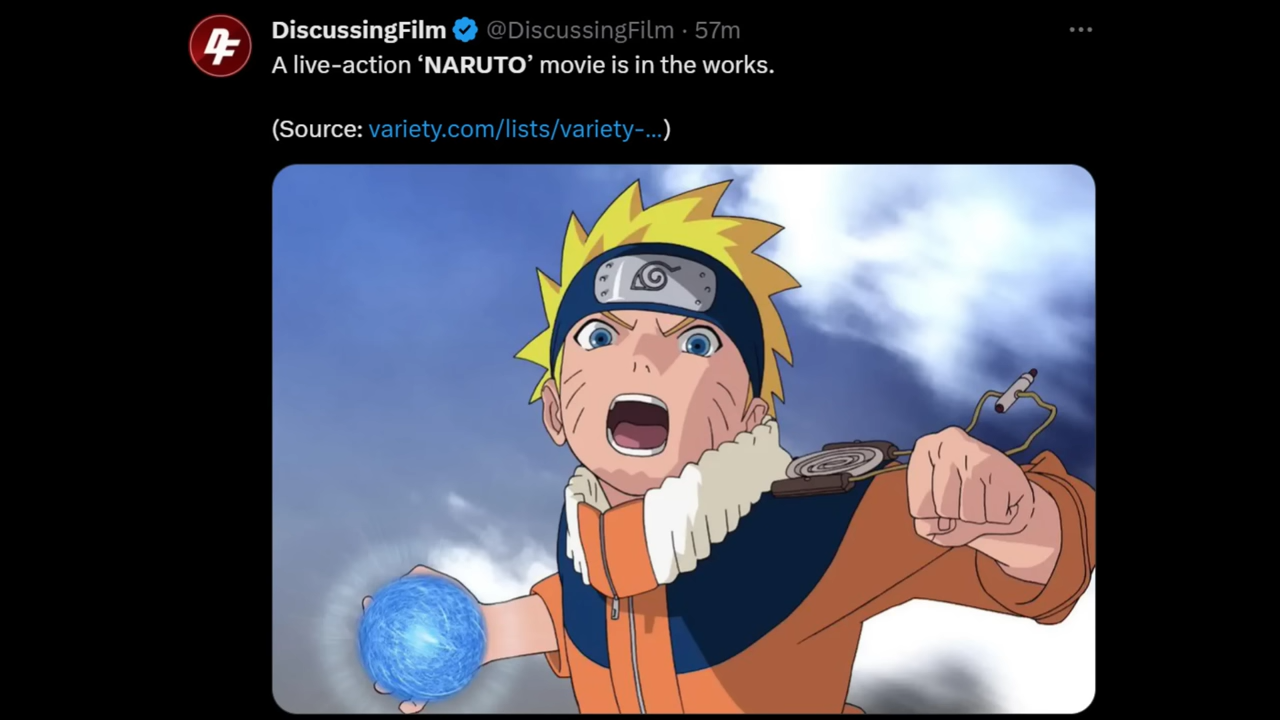 DiscussingFilm @DiscussingFilm · 57m
A live-action ‘NARUTO’ movie is in the works.
(Source: variety.com/lists/variety-...)